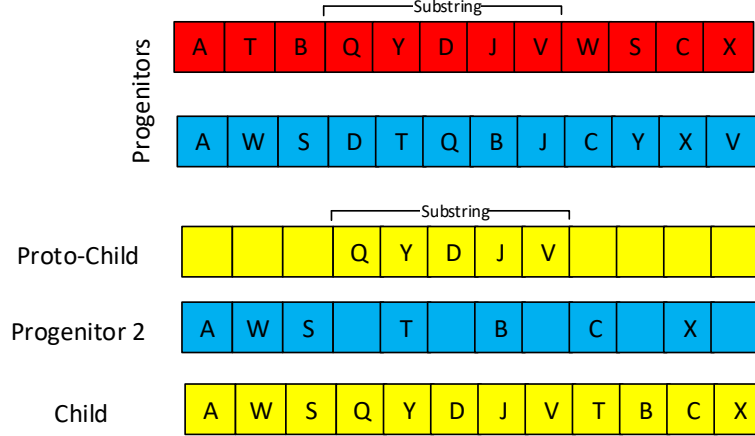 Substring
Progenitors
A T B Q Y D J V W S C X
A W S D T Q B J C Y X V
Substring
Proto-Child Q Y D J V
Progenitor 2 A W S T B C X
Child A W S Q Y D J V T B C X